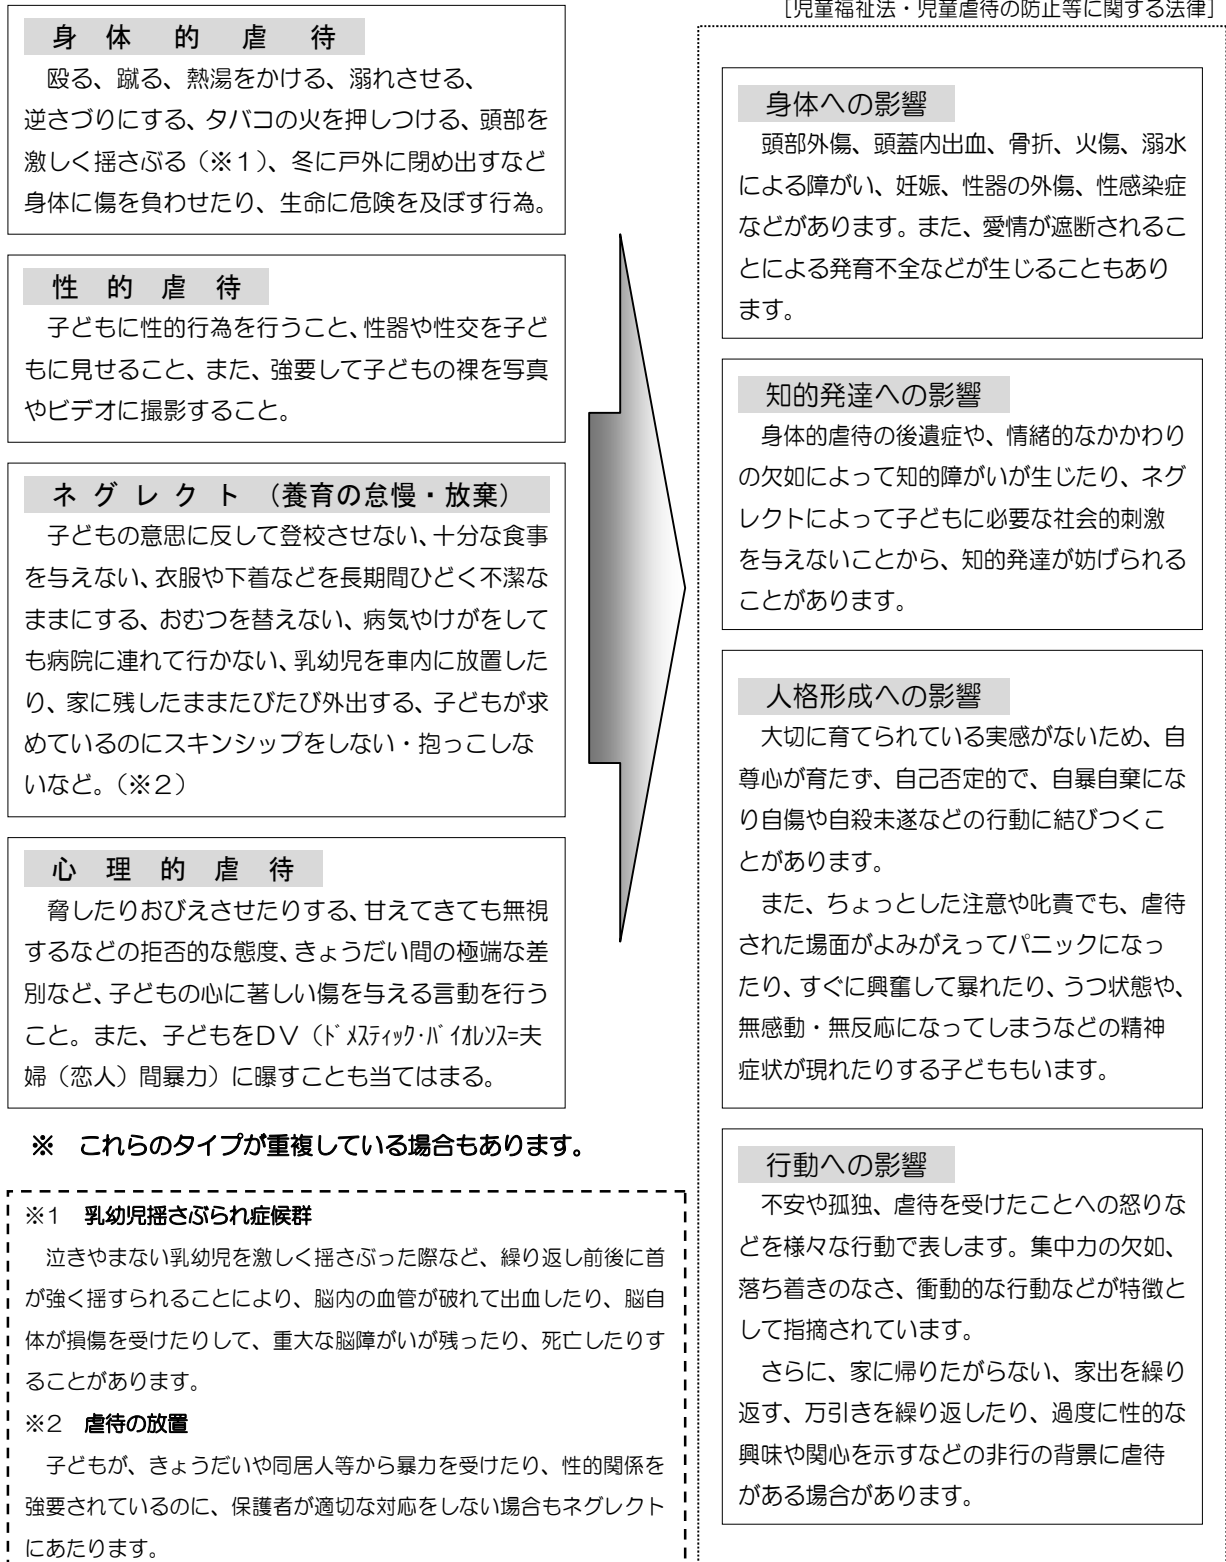 ［児童福祉法・児童虐待の防止等に関する法律］
身体的虐待
殴る、蹴る、熱湯をかける、溺れさせる、
逆さづりにする、タバコの火を押しつける、頭部を
激しく揺さぶる（※１）、冬に戸外に閉め出すなど
身体に傷を負わせたり、生命に危険を及ぼす行為。
性的虐待
子どもに性的行為を行うこと、性器や性交を子ど
もに見せること、また、強要して子どもの裸を写真
やビデオに撮影すること。
ネグレクト（養育の怠慢・放棄）
子どもの意思に反して登校させない、十分な食事
を与えない、衣服や下着などを長期間ひどく不潔な
ままにする、おむつを替えない、病気やけがをして
も病院に連れて行かない、乳幼児を車内に放置した
り、家に残したままたびたび外出する、子どもが求
めているのにスキンシップをしない・抱っこしな
いなど。（※２）
心理的虐待
脅したりおびえさせたりする、甘えてきても無視
するなどの拒否的な態度、きょうだい間の極端な差
別など、子どもの心に著しい傷を与える言動を行う
こと。また、子どもをＤＶ（ﾄﾞﾒｽﾃｨｯｸ･ﾊﾞｲｵﾚﾝｽ=夫
婦（恋人）間暴力）に曝すことも当てはまる。
※　これらのタイプが重複している場合もあります。
※1　乳幼児揺さぶられ症候群
泣きやまない乳幼児を激しく揺さぶった際など、繰り返し前後に首
が強く揺すられることにより、脳内の血管が破れて出血したり、脳自
体が損傷を受けたりして、重大な脳障がいが残ったり、死亡したりす
ることがあります。
※2　虐待の放置
子どもが、きょうだいや同居人等から暴力を受けたり、性的関係を
強要されているのに、保護者が適切な対応をしない場合もネグレクト
にあたります。
身体への影響
頭部外傷、頭蓋内出血、骨折、火傷、溺水
による障がい、妊娠、性器の外傷、性感染症
などがあります。また、愛情が遮断されるこ
とによる発育不全などが生じることもあり
ます。
知的発達への影響
身体的虐待の後遺症や、情緒的なかかわり
の欠如によって知的障がいが生じたり、ネグ
レクトによって子どもに必要な社会的刺激
を与えないことから、知的発達が妨げられる
ことがあります。
人格形成への影響
大切に育てられている実感がないため、自
尊心が育たず、自己否定的で、自暴自棄にな
り自傷や自殺未遂などの行動に結びつくこ
とがあります。
また、ちょっとした注意や叱責でも、虐待
された場面がよみがえってパニックになっ
たり、すぐに興奮して暴れたり、うつ状態や、
無感動・無反応になってしまうなどの精神
症状が現れたりする子どももいます。
行動への影響
不安や孤独、虐待を受けたことへの怒りな
どを様々な行動で表します。集中力の欠如、
落ち着きのなさ、衝動的な行動などが特徴と
して指摘されています。
さらに、家に帰りたがらない、家出を繰り
返す、万引きを繰り返したり、過度に性的な
興味や関心を示すなどの非行の背景に虐待
がある場合があります。